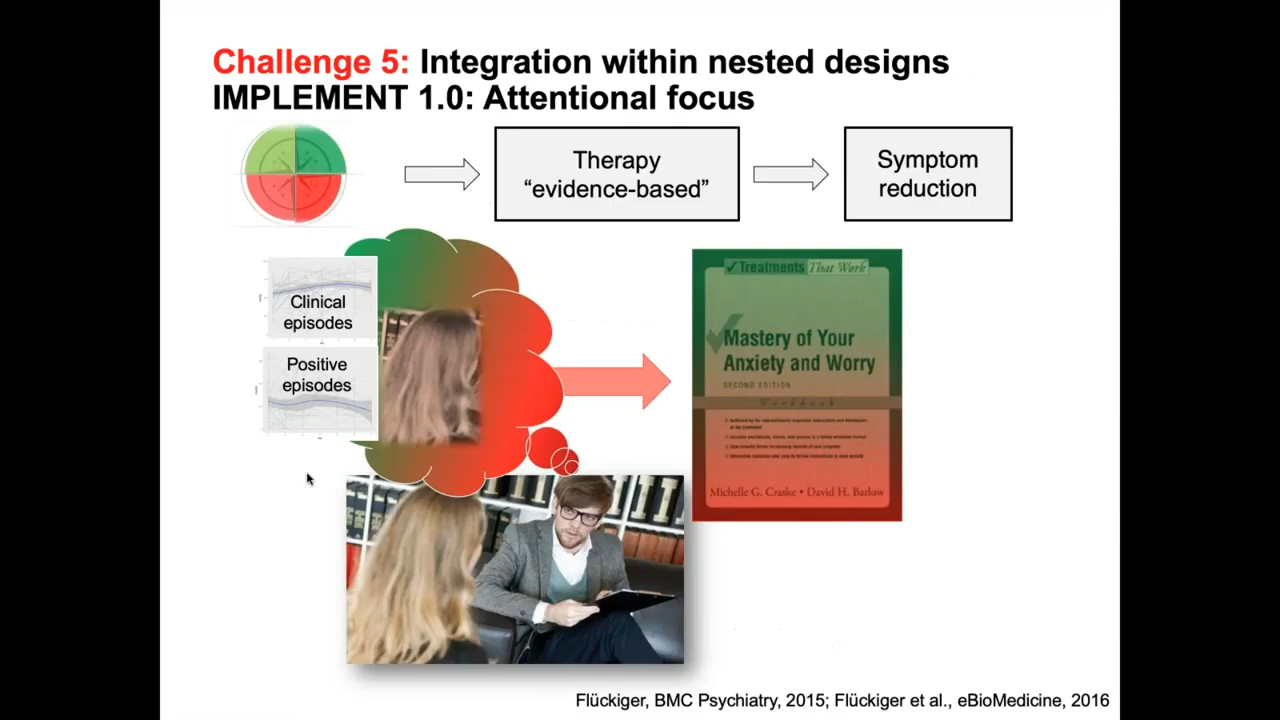 Challenge 5: Integration within nested designs
IMPLEMENT 1.0: Attentional focus
Therapy
“evidence-based”
Symptom
reduction
Clinical
episodes
Positive
episodes
Treatments That Work
Mastery of Your
Anxiety and Worry
SECOND EDITION
Workbook
Michelle G. Craske • David H. Barlow
Flückiger, BMC Psychiatry, 2015; Flückiger et al., eBioMedicine, 2016